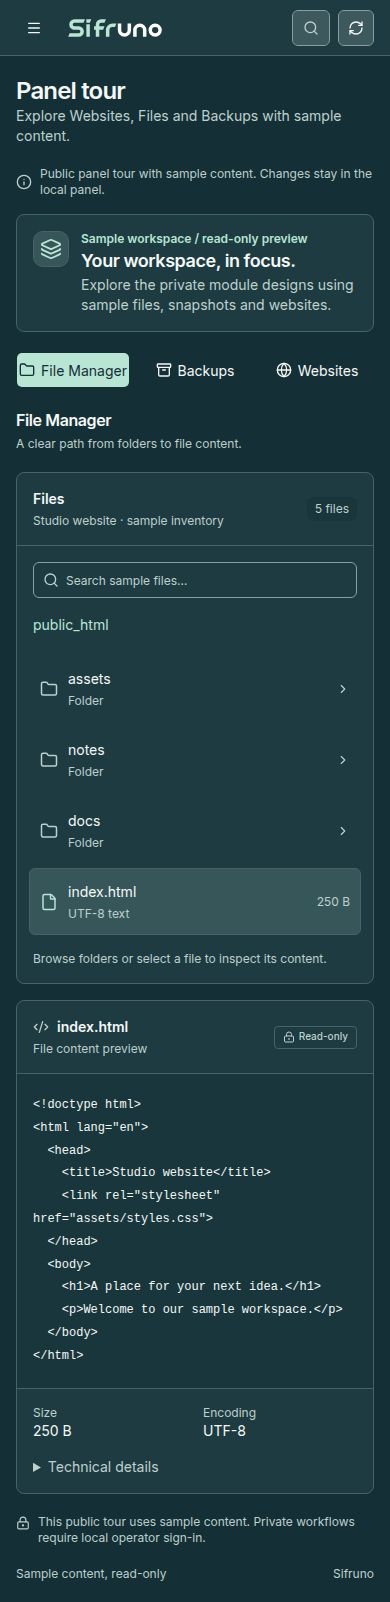 Sifruno
Panel tour
Explore Websites, Files and Backups with sample
content.
Public panel tour with sample content. Changes stay in the
local panel.
Sample workspace / read-only preview
Your workspace, in focus.
Explore the private module designs using
sample files, snapshots and websites.
File Manager
Backups
Websites
File Manager
A clear path from folders to file content.
Files
Studio website · sample inventory
5 files
Search sample files...
public_html
assets
Folder
notes
Folder
docs
Folder
index.html
UTF-8 text
250 B
Browse folders or select a file to inspect its content.
index.html
File content preview
Read-only
<!doctype html>
<html lang="en">
  <head>
    <title>Studio website</title>
    <link rel="stylesheet"
href="assets/styles.css">
  </head>
  <body>
    <h1>A place for your next idea.</h1>
    <p>Welcome to our sample workspace.</p>
  </body>
</html>
Size
250 B
Encoding
UTF-8
Technical details
This public tour uses sample content. Private workflows
require local operator sign-in.
Sample content, read-only
Sifruno